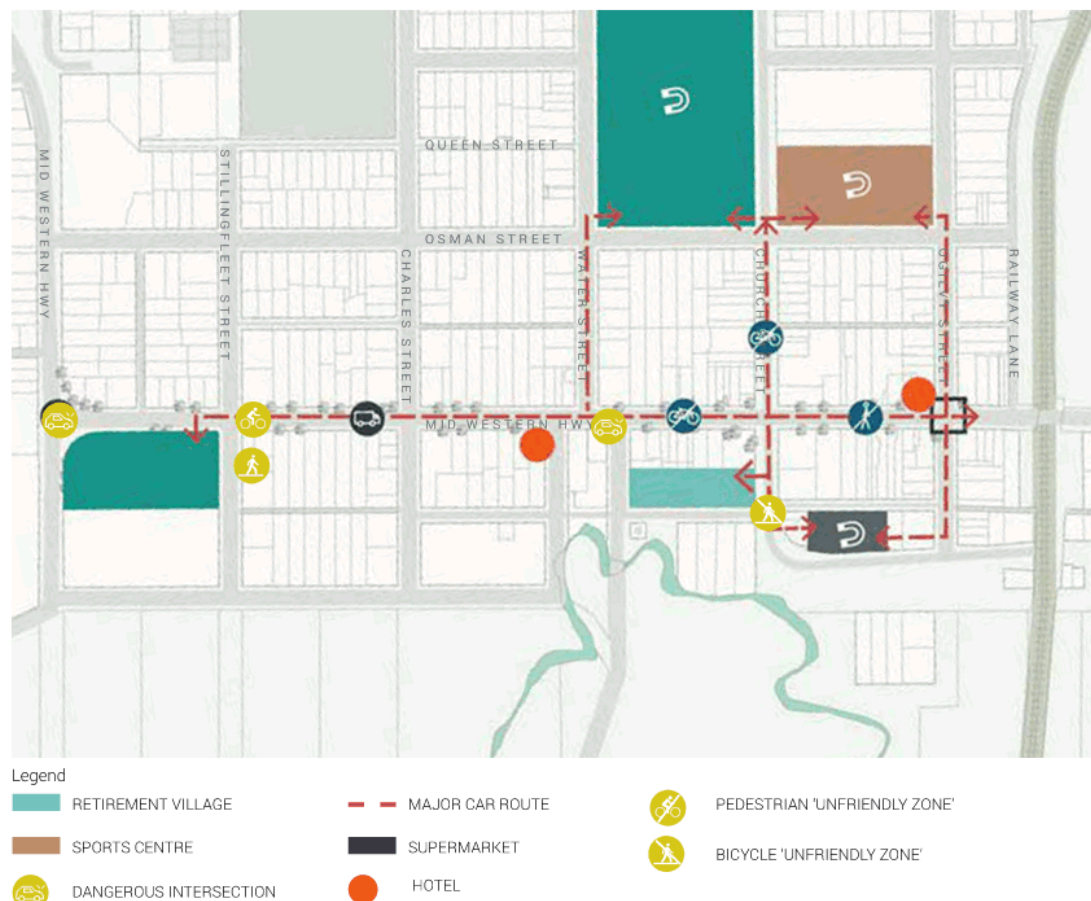 QUEEN STREET
MID WESTERN HWY
STILLINGFLEET STREET
OSMAN STREET
CHARLES STREET
WATER STREET
CHURCH STREET
OGILVY STREET
RAILWAY LANE
MID WESTERN HWY
Legend
RETIREMENT VILLAGE
MAJOR CAR ROUTE
PEDESTRIAN 'UNFRIENDLY ZONE'
SPORTS CENTRE
SUPERMARKET
BICYCLE 'UNFRIENDLY ZONE'
DANGEROUS INTERSECTION
HOTEL